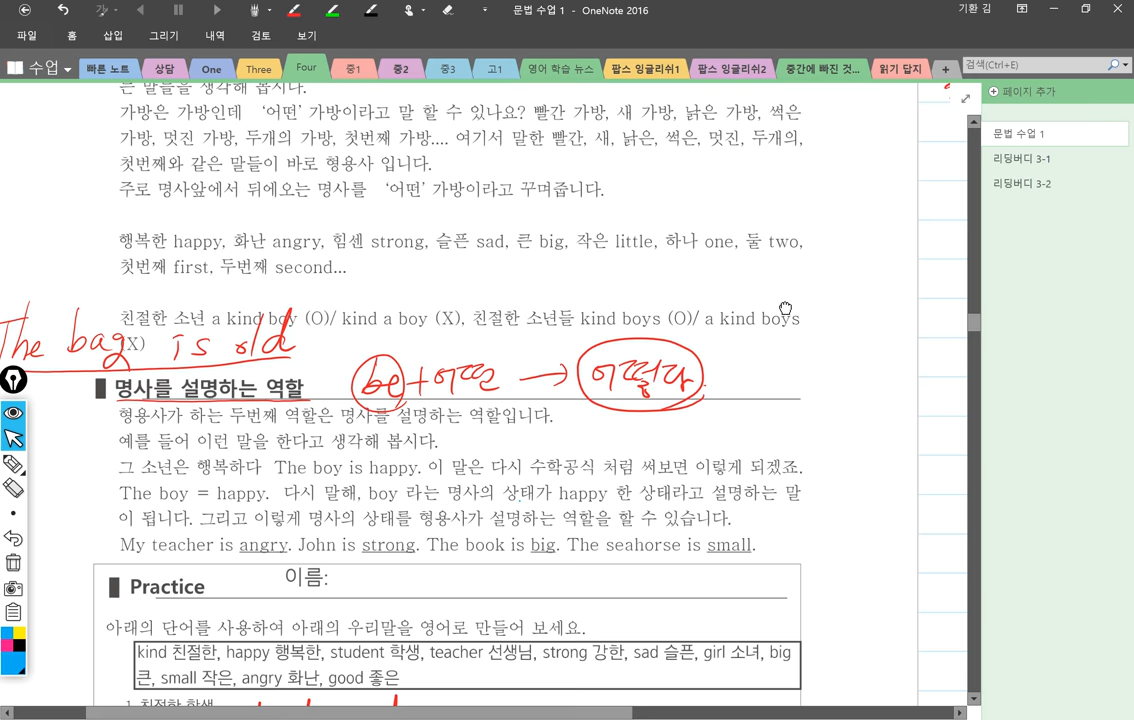 문법 수업 1 - OneNote 2016
기환 김
파일 홈 삽입 그리기 내역 검토 보기
수업 빠른 노트 상담 One Three Four 중1 중2 중3 고1 영어 학습 뉴스 팝스 잉글리쉬1 팝스 잉글리쉬2 중간에 빠진 것... 읽기 답지 + 검색(Ctrl+E)
페이지 추가
문법 수업 1
리딩버디 3-1
리딩버디 3-2
는 말들을 생각해 봅시다.
가방은 가방인데 ‘어떤’ 가방이라고 말 할 수 있나요? 빨간 가방, 새 가방, 낡은 가방, 썩은
가방, 멋진 가방, 두개의 가방, 첫번째 가방.... 여기서 말한 빨간, 새, 낡은, 썩은, 멋진, 두개의,
첫번째와 같은 말들이 바로 형용사 입니다.
주로 명사앞에서 뒤에오는 명사를 ‘어떤’ 가방이라고 꾸며줍니다.
행복한 happy, 화난 angry, 힘센 strong, 슬픈 sad, 큰 big, 작은 little, 하나 one, 둘 two,
첫번째 first, 두번째 second...
친절한 소년 a kind boy (O)/ kind a boy (X), 친절한 소년들 kind boys (O)/ a kind boys
(X)
The bag is old
명사를 설명하는 역할
be + 어떤 → 어떻다
형용사가 하는 두번째 역할은 명사를 설명하는 역할입니다.
예를 들어 이런 말을 한다고 생각해 봅시다.
그 소년은 행복하다 The boy is happy. 이 말은 다시 수학공식 처럼 써보면 이렇게 되겠죠.
The boy = happy. 다시 말해, boy 라는 명사의 상태가 happy 한 상태라고 설명하는 말
이 됩니다. 그리고 이렇게 명사의 상태를 형용사가 설명하는 역할을 할 수 있습니다.
My teacher is angry. John is strong. The book is big. The seahorse is small.
이름:
Practice
아래의 단어를 사용하여 아래의 우리말을 영어로 만들어 보세요.
kind 친절한, happy 행복한, student 학생, teacher 선생님, strong 강한, sad 슬픈, girl 소녀, big
큰, small 작은, angry 화난, good 좋은
1. 친절한 학생